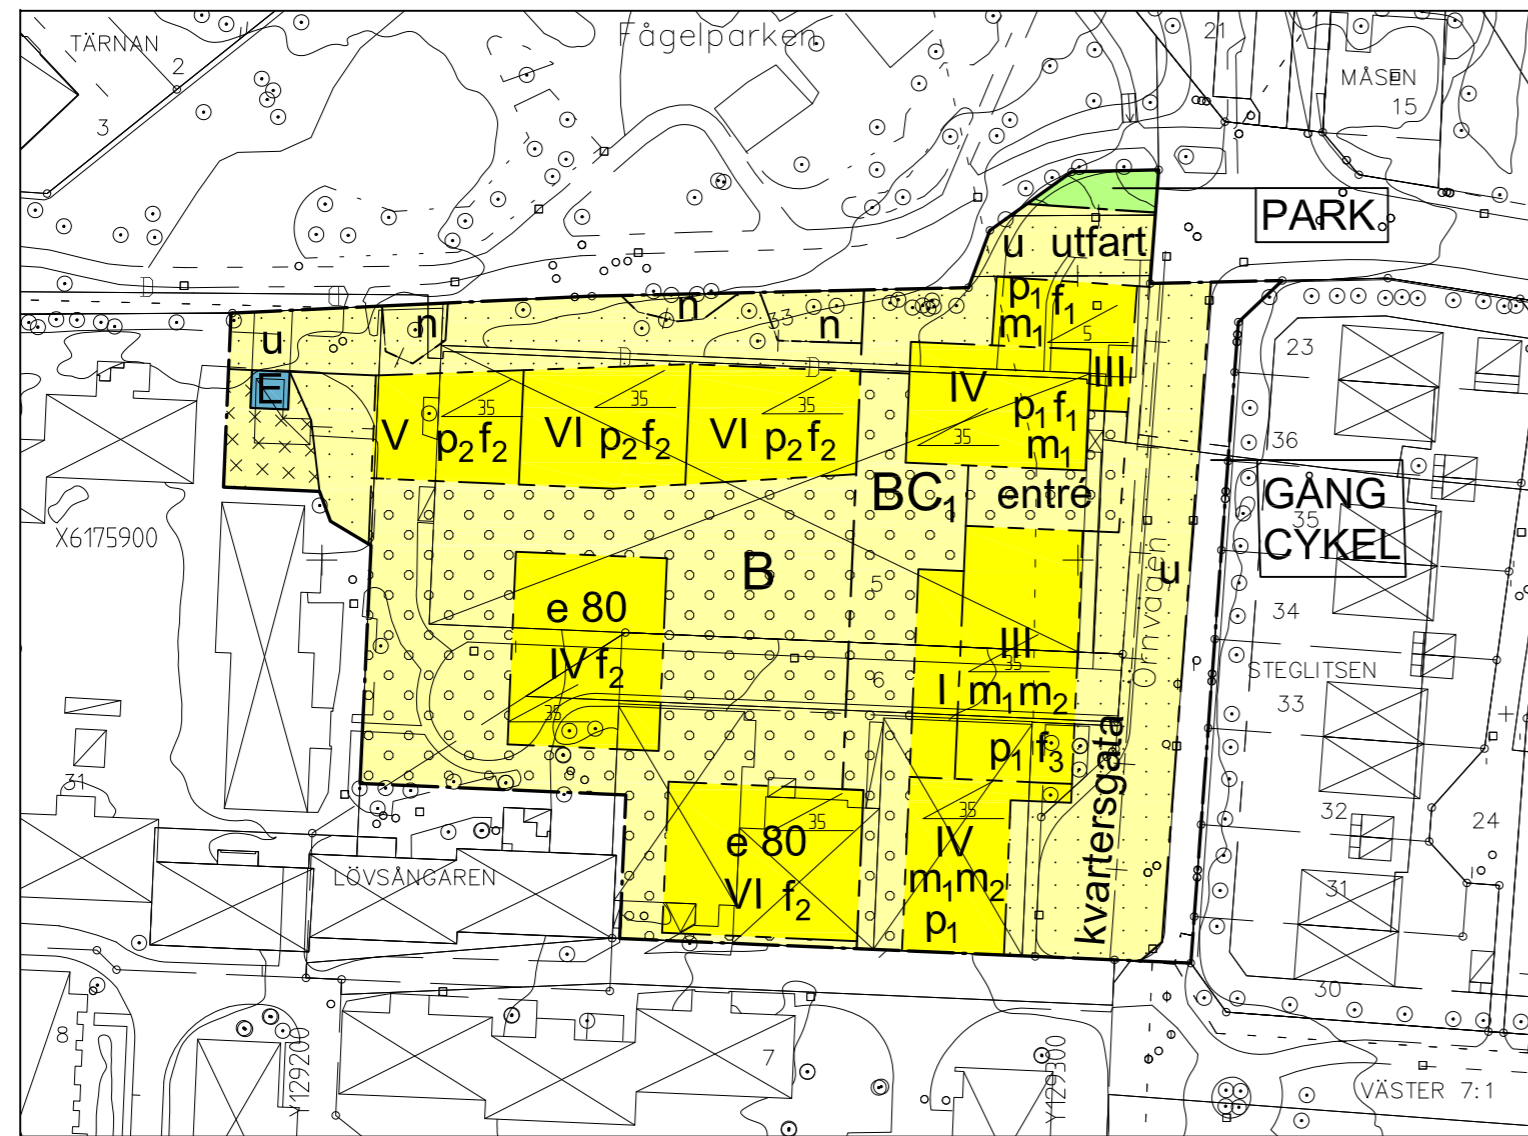 TÄRNAN
2
3
Fågelparken
21
MÅSEN
15
PARK
u utfart
p1 f1
m1
5
III
23
u
n
n
33
n
D
D
D
D
E
V p2 f2
35
VI p2 f2
35
VI p2 f2
35
IV
p1 f1
m1
35
36
BC1
entré
GÅNG
35
CYKEL
X6175900
B
5
u
Örnvägen
34
e 80
IV f2
35
III
35
I m1 m2
6
p1 f3
STEGLITSEN
33
31
kvartersgata
32
24
e 80
35
VI f2
35
IV
m1 m2
p1
LÖVSÅNGAREN
31
30
8
Y129200
7
Y129300
VÄSTER 7:1